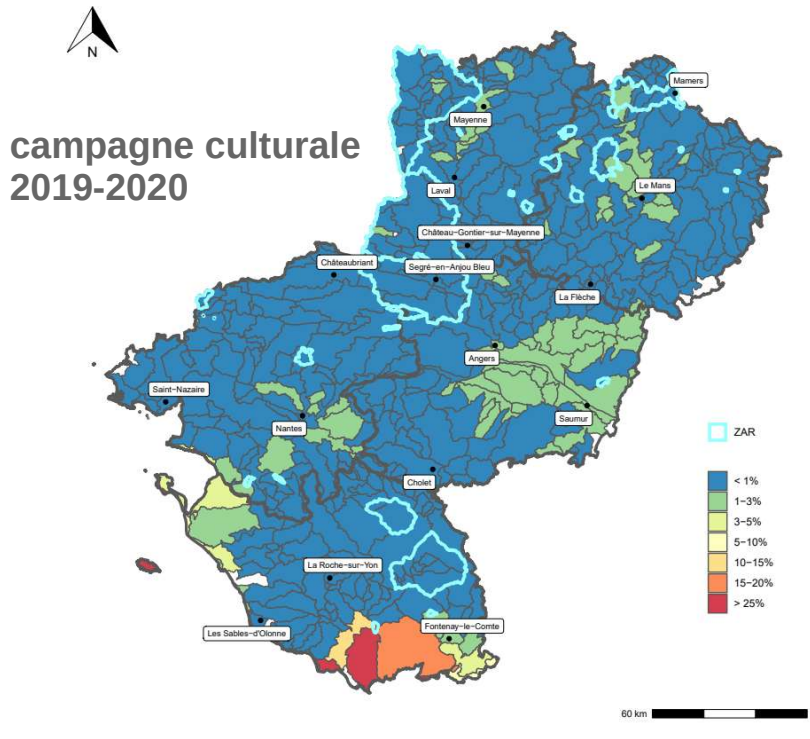 N
campagne culturale
2019-2020
Mamers
Mayenne
Laval
Le Mans
Château-Gontier-sur-Mayenne
Châteaubriant
Segré-en-Anjou Bleu
La Flèche
Angers
Saint-Nazaire
Saumur
Nantes
Cholet
La Roche-sur-Yon
Les Sables-d'Olonne
Fontenay-le-Comte
ZAR
< 1%
1-3%
3-5%
5-10%
10-15%
15-20%
> 25%
60 km